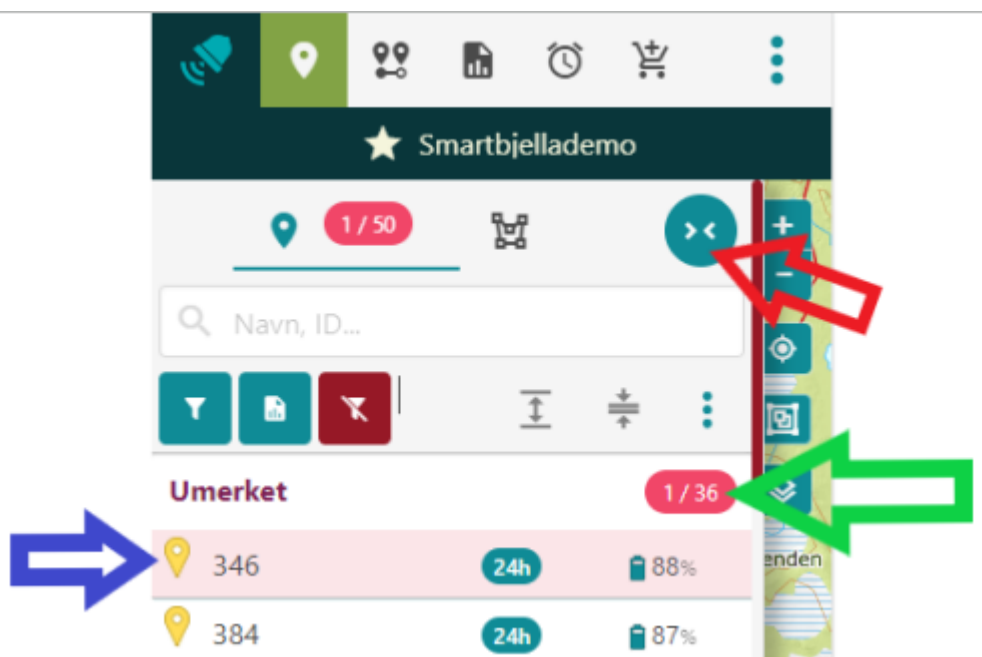 Smartbjellademo
1 / 50
Navn, ID...
Umerket 1 / 36
346 24h 88%
enden
384 24h 87%